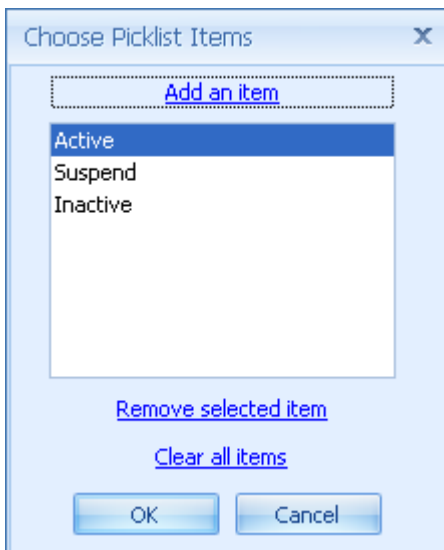 Choose Picklist Items
Add an item
Active
Suspend
Inactive
Remove selected item
Clear all items
OK Cancel